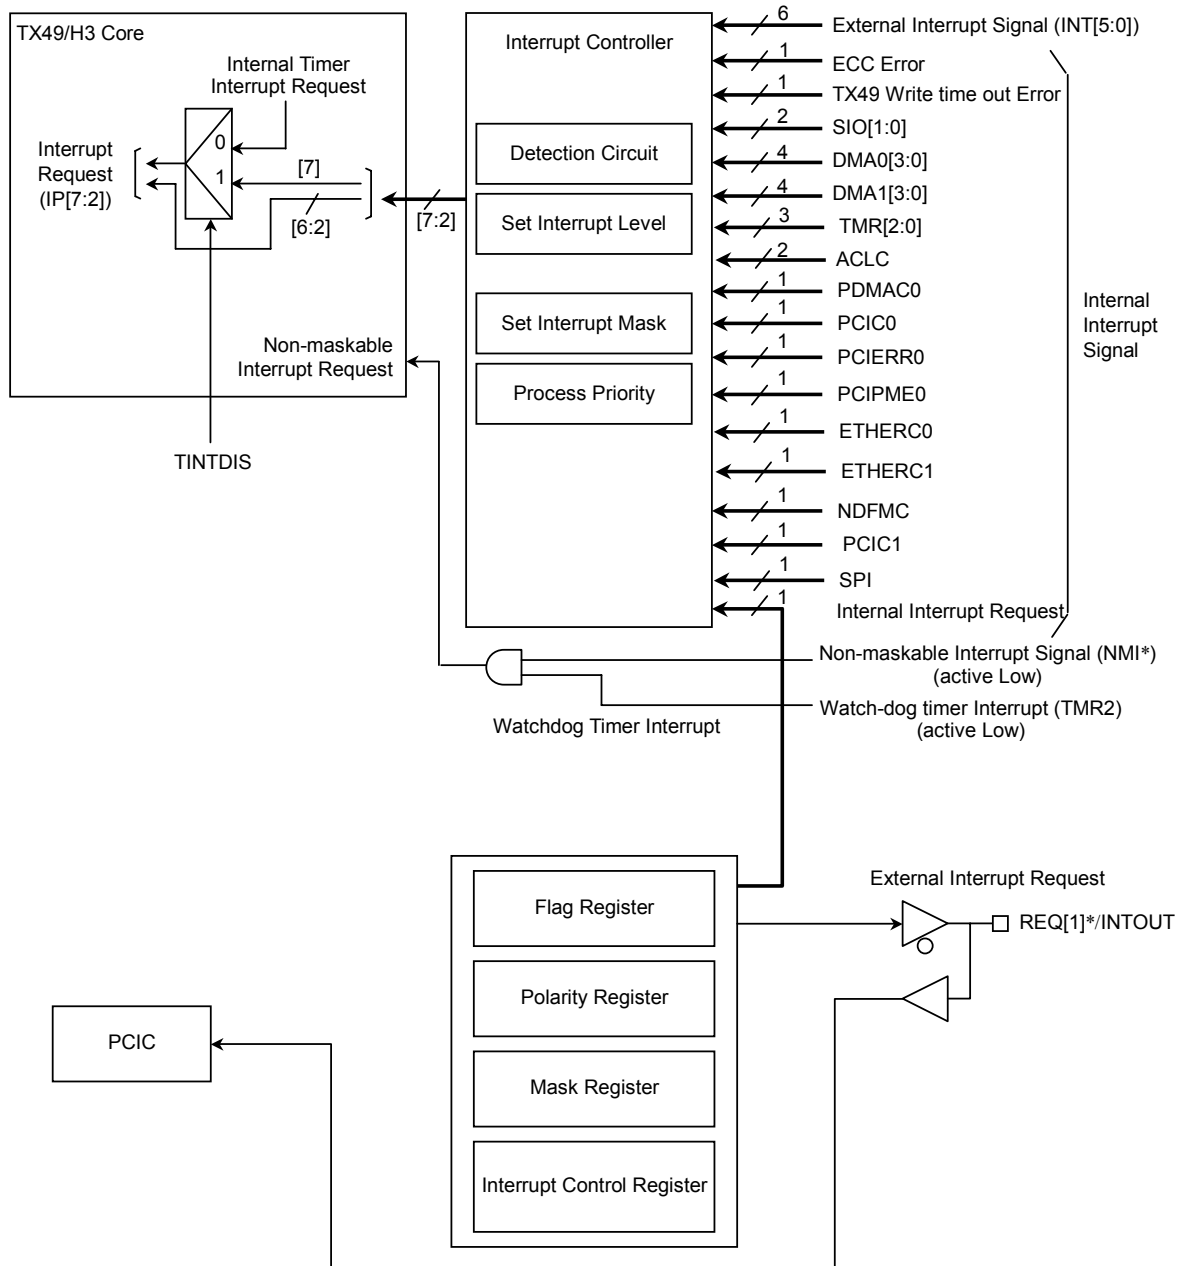 TX49/H3 Core
Internal Timer
Interrupt Request
Interrupt
Request
(IP[7:2])
0
1
[7]
[6:2]
[7:2]
Non-maskable
Interrupt Request
TINTDIS
Interrupt Controller
Detection Circuit
Set Interrupt Level
Set Interrupt Mask
Process Priority
6
External Interrupt Signal (INT[5:0])
1
ECC Error
1
TX49 Write time out Error
2
SIO[1:0]
4
DMA0[3:0]
4
DMA1[3:0]
3
TMR[2:0]
2
ACLC
1
PDMAC0
1
PCIC0
1
PCIERR0
1
PCIPME0
1
ETHERC0
1
ETHERC1
1
NDFMC
1
PCIC1
1
SPI
1
Internal Interrupt Request
Internal
Interrupt
Signal
Non-maskable Interrupt Signal (NMI*)
(active Low)
Watch-dog timer Interrupt (TMR2)
(active Low)
Watchdog Timer Interrupt
Flag Register
Polarity Register
Mask Register
Interrupt Control Register
External Interrupt Request
REQ[1]*/INTOUT
PCIC